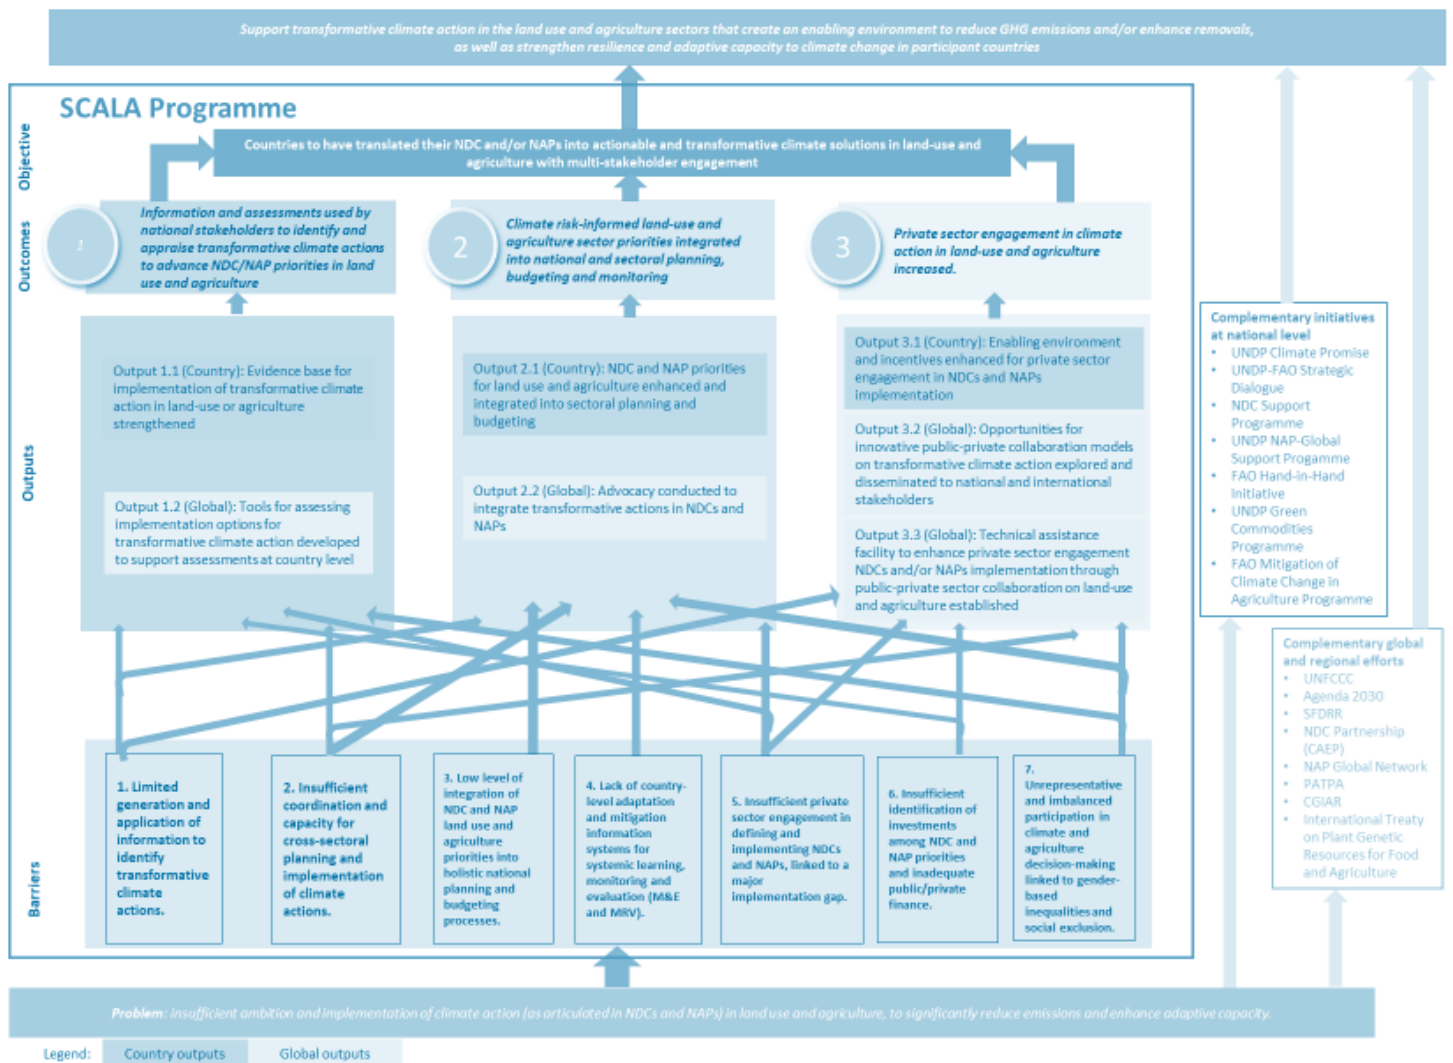 Support transformative climate action in the land use and agriculture sectors that create an enabling environment to reduce GHG emissions and/or enhance removals,
as well as strengthen resilience and adaptive capacity to climate change in participant countries
SCALA Programme
Objective
Countries to have translated their NDC and/or NAPs into actionable and transformative climate solutions in land-use and
agriculture with multi-stakeholder engagement
Outcomes
1
Information and assessments used by
national stakeholders to identify and
appraise transformative climate actions
to advance NDC/NAP priorities in land
use and agriculture
2
Climate risk-informed land-use and
agriculture sector priorities integrated
into national and sectoral planning,
budgeting and monitoring
3
Private sector engagement in climate
action in land-use and agriculture
increased.
Outputs
Output 1.1 (Country): Evidence base for
implementation of transformative climate
action in land-use or agriculture
strengthened
Output 1.2 (Global): Tools for assessing
implementation options for
transformative climate action developed
to support assessments at country level
Output 2.1 (Country): NDC and NAP priorities
for land use and agriculture enhanced and
integrated into sectoral planning and
budgeting
Output 2.2 (Global): Advocacy conducted to
integrate transformative actions in NDCs and
NAPs
Output 3.1 (Country): Enabling environment
and incentives enhanced for private sector
engagement in NDCs and NAPs
implementation
Output 3.2 (Global): Opportunities for
innovative public-private collaboration models
on transformative climate action explored and
disseminated to national and international
stakeholders
Output 3.3 (Global): Technical assistance
facility to enhance private sector engagement
NDCs and/or NAPs implementation through
public-private sector collaboration on land-use
and agriculture established
Complementary initiatives
at national level
• UNDP Climate Promise
• UNDP-FAO Strategic
Dialogue
• NDC Support
Programme
• UNDP NAP-Global
Support Progamme
• FAO Hand-in-Hand
Initiative
• UNDP Green
Commodities
Programme
• FAO Mitigation of
Climate Change in
Agriculture Programme
Complementary global
and regional efforts
• UNFCCC
• Agenda 2030
• SFDRR
• NDC Partnership
(CAEP)
• NAP Global Network
• PATPA
• CGIAR
• International Treaty
on Plant Genetic
Resources for Food
and Agriculture
Barriers
1. Limited
generation and
application of
information to
identify
transformative
climate
actions.
2. Insufficient
coordination and
capacity for
cross-sectoral
planning and
implementation
of climate
actions.
3. Low level of
integration of
NDC and NAP
land use and
agriculture
priorities into
holistic national
planning and
budgeting
processes.
4. Lack of country-
level adaptation
and mitigation
information
systems for
systemic learning,
monitoring and
evaluation (M&E
and MRV).
5. Insufficient private
sector engagement in
defining and
implementing NDCs
and NAPs, linked to a
major
implementation gap.
6. Insufficient
identification of
investments
among NDC and
NAP priorities
and inadequate
public/private
finance.
7.
Unrepresentative
and imbalanced
participation in
climate and
agriculture
decision-making
linked to gender-
based
inequalities and
social exclusion.
Problem: insufficient ambition and implementation of climate action (as articulated in NDCs and NAPs) in land use and agriculture, to significantly reduce emissions and enhance adaptive capacity.
Legend:
Country outputs
Global outputs